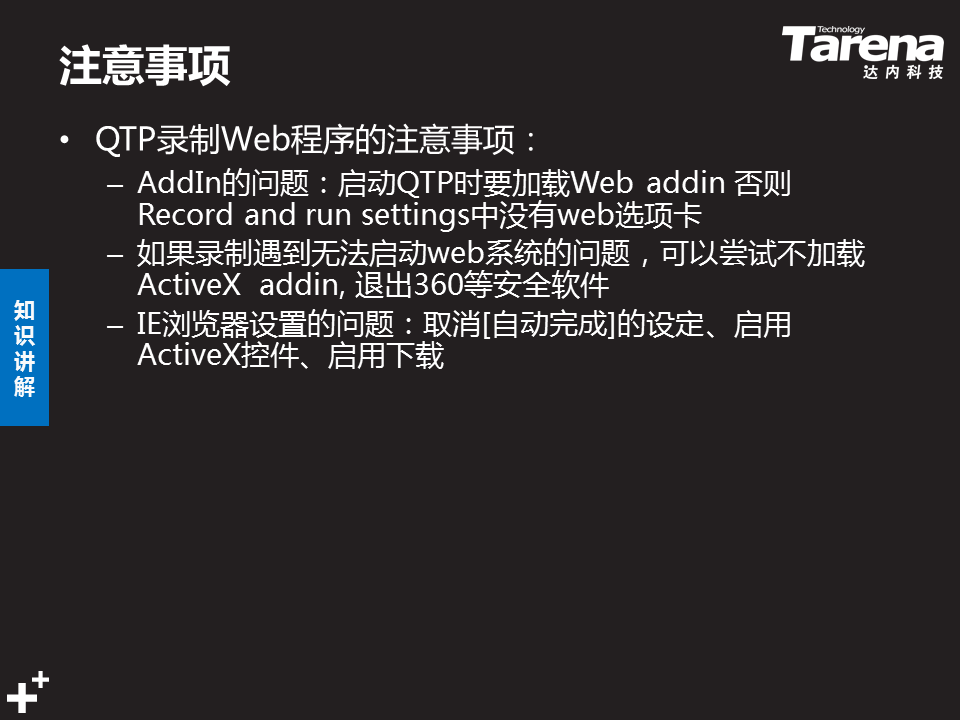 注意事项
Technology
Tarena
达内科技
• QTP录制Web程序的注意事项：
– AddIn的问题：启动QTP时要加载Web addin 否则
Record and run settings中没有web选项卡
– 如果录制遇到无法启动web系统的问题，可以尝试不加载
ActiveX addin, 退出360等安全软件
– IE浏览器设置的问题：取消[自动完成]的设定、启用
ActiveX控件、启用下载
知
识
讲
解